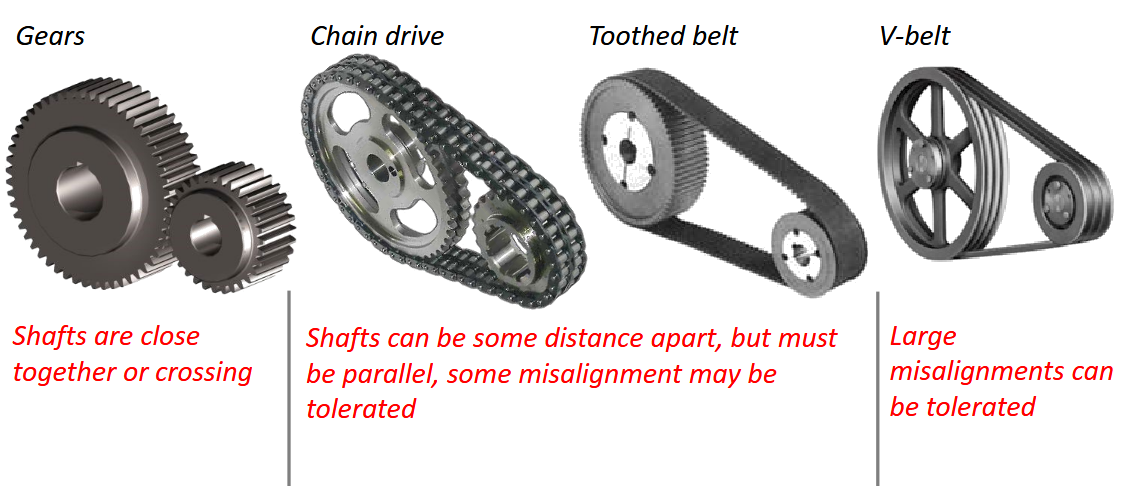 Gears
Chain drive
Toothed belt
V-belt
Shafts are close
together or crossing
Shafts can be some distance apart, but must
be parallel, some misalignment may be
tolerated
Large
misalignments can
be tolerated